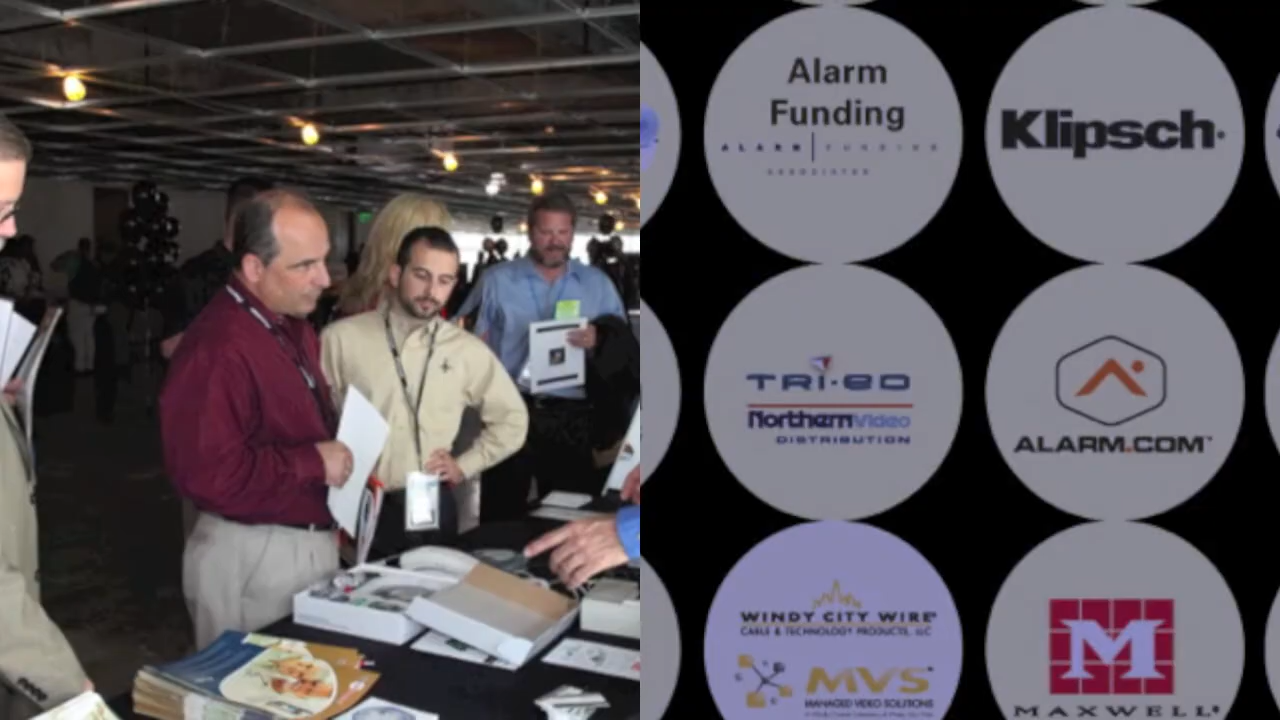 Alarm
Funding
ALARM FUNDING
ASSOCIATES
Klipsch
TRI-ED
Northern Video
DISTRIBUTION
ALARM.COM
WINDY CITY WIRE
CABLE & TECHNOLOGY PRODUCTS, LLC
MVS
MANAGED VIDEO SOLUTIONS
M
MAXWELL